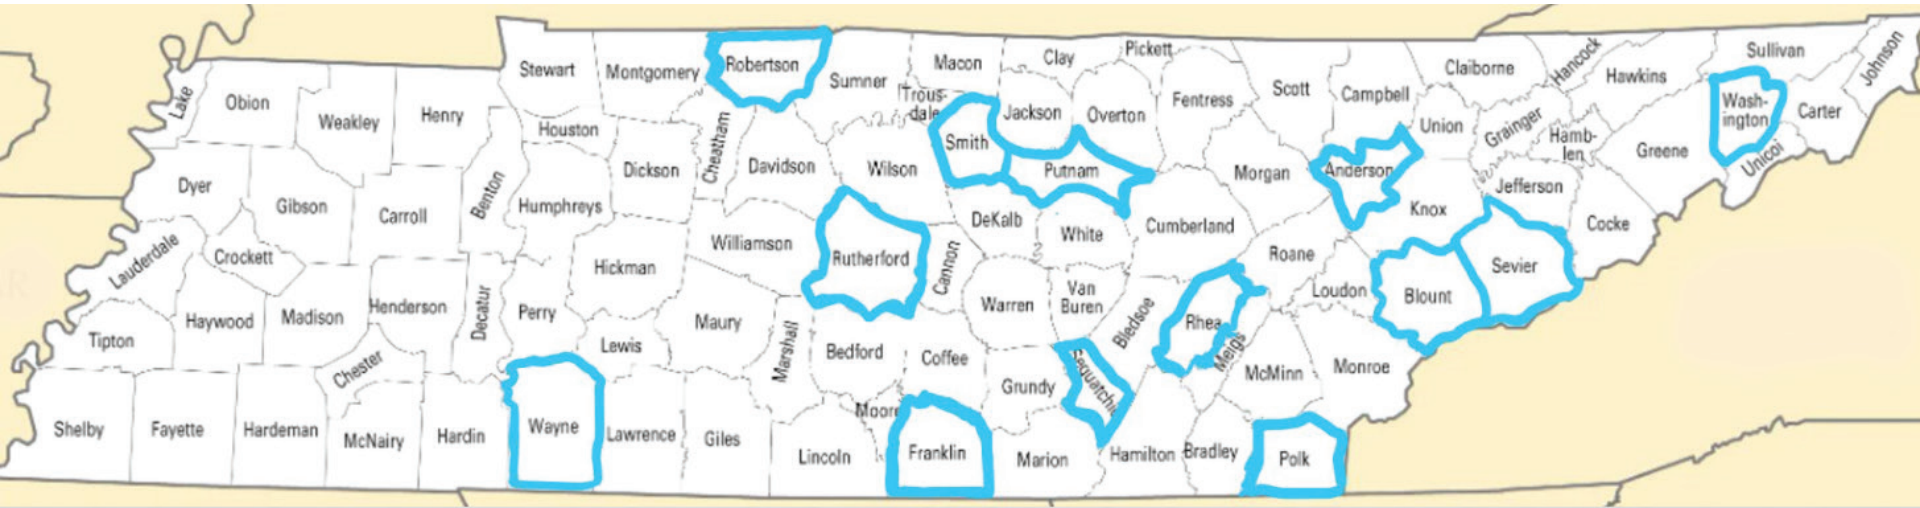 Stewart
Montgomery
Robertson
Sumner
Macon
Clay
Pickett
Fentress
Scott
Campbell
Claiborne
Hancock
Hawkins
Sullivan
Johnson
Lake
Obion
Weakley
Henry
Houston
Dickson
Cheatham
Davidson
Wilson
Trous-
dale
Smith
Jackson
Overton
Putnam
Morgan
Anderson
Union
Grainger
Hamb-
len
Greene
Wash-
ington
Carter
Unicoi
Dyer
Gibson
Carroll
Benton
Humphreys
Williamson
Rutherford
Cannon
DeKalb
White
Cumberland
Roane
Knox
Jefferson
Cocke
Sevier
Blount
Loudon
Lauderdale
Crockett
Haywood
Madison
Henderson
Decatur
Perry
Hickman
Lewis
Maury
Marshall
Bedford
Coffee
Warren
Van
Buren
Bledsoe
Rhea
Meigs
McMinn
Monroe
Tipton
Chester
Grundy
Sequatchie
Shelby
Fayette
Hardeman
McNairy
Hardin
Wayne
Lawrence
Giles
Lincoln
Moore
Franklin
Marion
Hamilton
Bradley
Polk